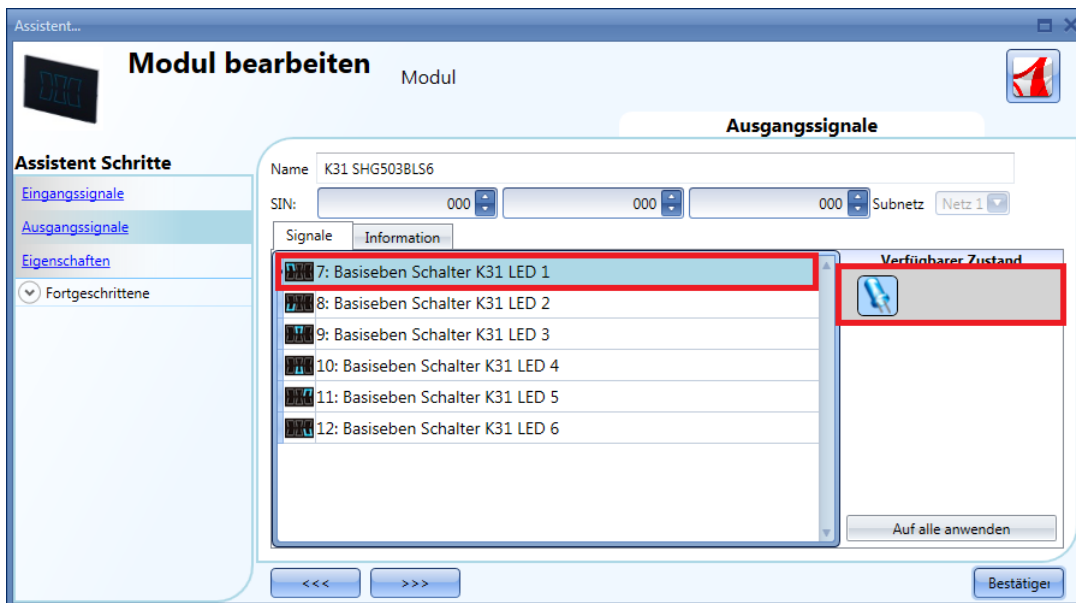 Assistent...
Modul bearbeiten
Modul
Ausgangssignale
Assistent Schritte
Eingangssignale
Ausgangssignale
Eigenschaften
Fortgeschrittene
Name K31 SHG503BLS6
SIN: 000 000 000 Subnetz Netz 1
Signale Information
Verfügbarer Zustand
7: Basiseben Schalter K31 LED 1
8: Basiseben Schalter K31 LED 2
9: Basiseben Schalter K31 LED 3
10: Basiseben Schalter K31 LED 4
11: Basiseben Schalter K31 LED 5
12: Basiseben Schalter K31 LED 6
Auf alle anwenden
<<< >>> Bestätiger